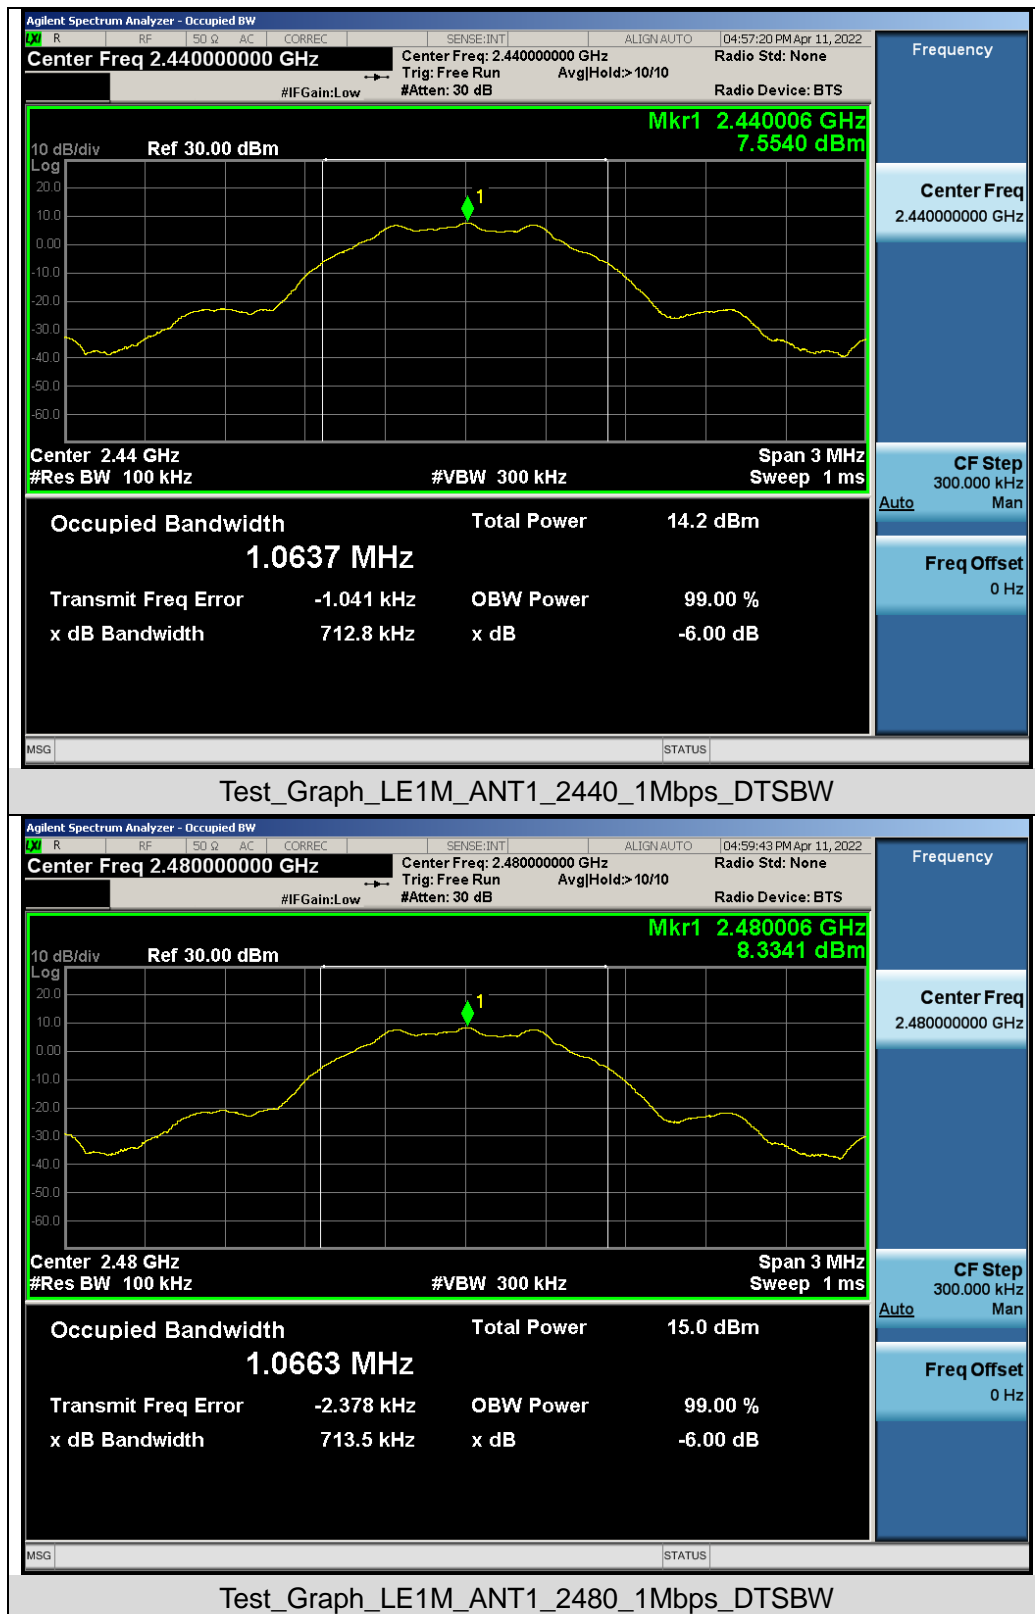 Agilent Spectrum Analyzer - Occupied BW
LXI R RF 50 Ω AC CORREC SENSE:INT ALIGN AUTO 04:57:20 PM Apr 11, 2022
Center Freq 2.440000000 GHz Center Freq: 2.440000000 GHz Radio Std: None
Trig: Free Run Avg|Hold:>10/10
#IFGain:Low #Atten: 30 dB Radio Device: BTS
Frequency
Mkr1 2.440006 GHz
7.5540 dBm
10 dB/div Ref 30.00 dBm
Log
20.0
10.0
0.00
-10.0
-20.0
-30.0
-40.0
-50.0
-60.0
1
Center 2.44 GHz Span 3 MHz
#Res BW 100 kHz #VBW 300 kHz Sweep 1 ms
Center Freq
2.440000000 GHz
CF Step
300.000 kHz
Auto Man
Freq Offset
0 Hz
Occupied Bandwidth Total Power 14.2 dBm
1.0637 MHz
Transmit Freq Error -1.041 kHz OBW Power 99.00 %
x dB Bandwidth 712.8 kHz x dB -6.00 dB
MSG STATUS
Test_Graph_LE1M_ANT1_2440_1Mbps_DTSBW
Agilent Spectrum Analyzer - Occupied BW
LXI R RF 50 Ω AC CORREC SENSE:INT ALIGN AUTO 04:59:43 PM Apr 11, 2022
Center Freq 2.480000000 GHz Center Freq: 2.480000000 GHz Radio Std: None
Trig: Free Run Avg|Hold:>10/10
#IFGain:Low #Atten: 30 dB Radio Device: BTS
Frequency
Mkr1 2.480006 GHz
8.3341 dBm
10 dB/div Ref 30.00 dBm
Log
20.0
10.0
0.00
-10.0
-20.0
-30.0
-40.0
-50.0
-60.0
1
Center 2.48 GHz Span 3 MHz
#Res BW 100 kHz #VBW 300 kHz Sweep 1 ms
Center Freq
2.480000000 GHz
CF Step
300.000 kHz
Auto Man
Freq Offset
0 Hz
Occupied Bandwidth Total Power 15.0 dBm
1.0663 MHz
Transmit Freq Error -2.378 kHz OBW Power 99.00 %
x dB Bandwidth 713.5 kHz x dB -6.00 dB
MSG STATUS
Test_Graph_LE1M_ANT1_2480_1Mbps_DTSBW